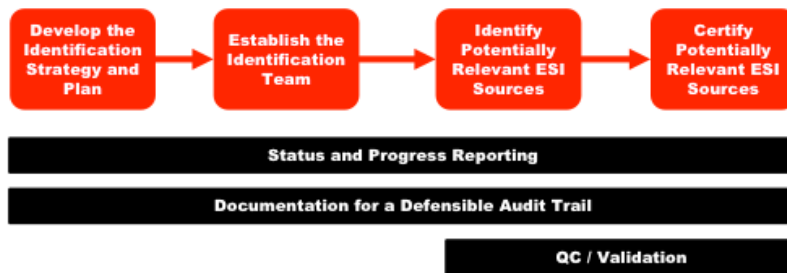 Develop the
Identification
Strategy and
Plan
Establish the
Identification
Team
Identify
Potentially
Relevant ESI
Sources
Certify
Potentially
Relevant ESI
Sources
Status and Progress Reporting
Documentation for a Defensible Audit Trail
QC / Validation